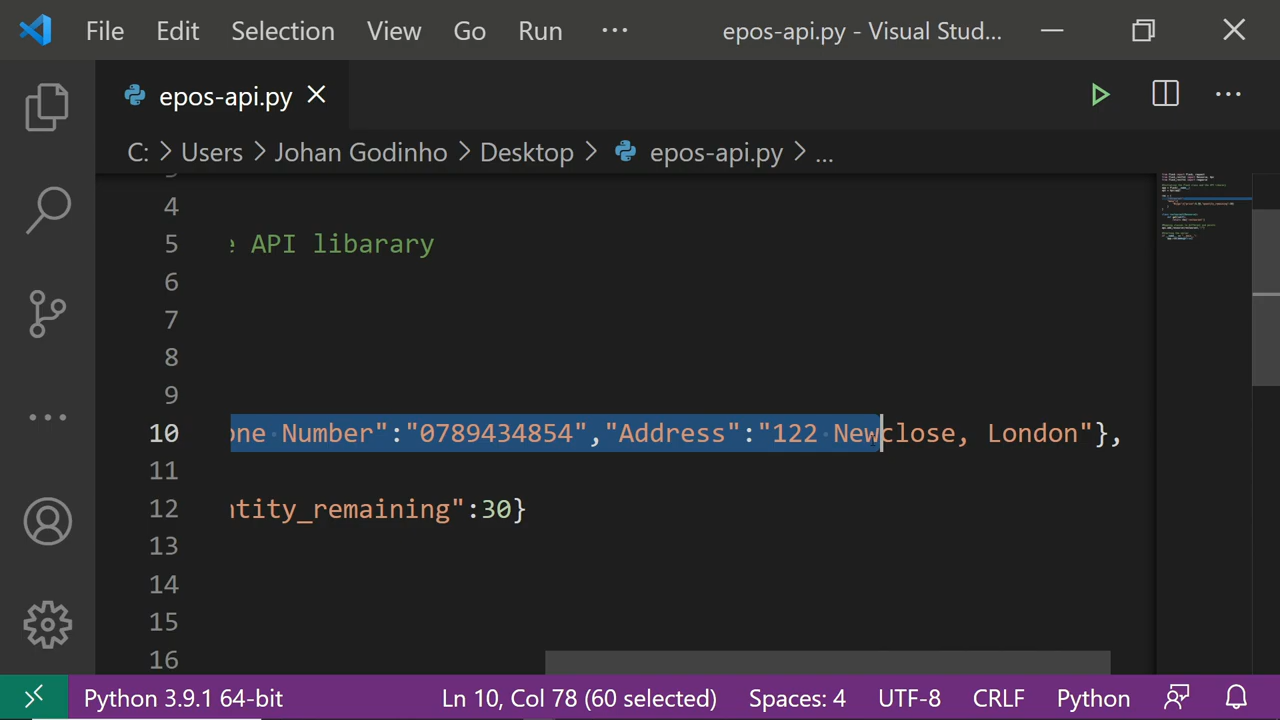 File Edit Selection View Go Run ··· epos-api.py - Visual Stud...
epos-api.py
C: > Users > Johan Godinho > Desktop > epos-api.py > ...
4
5 API libarary
6
7
8
9
10 one Number":"0789434854","Address":"122 Newclose, London"},
11
12 ntity_remaining":30}
13
14
15
16
Python 3.9.1 64-bit Ln 10, Col 78 (60 selected) Spaces: 4 UTF-8 CRLF Python